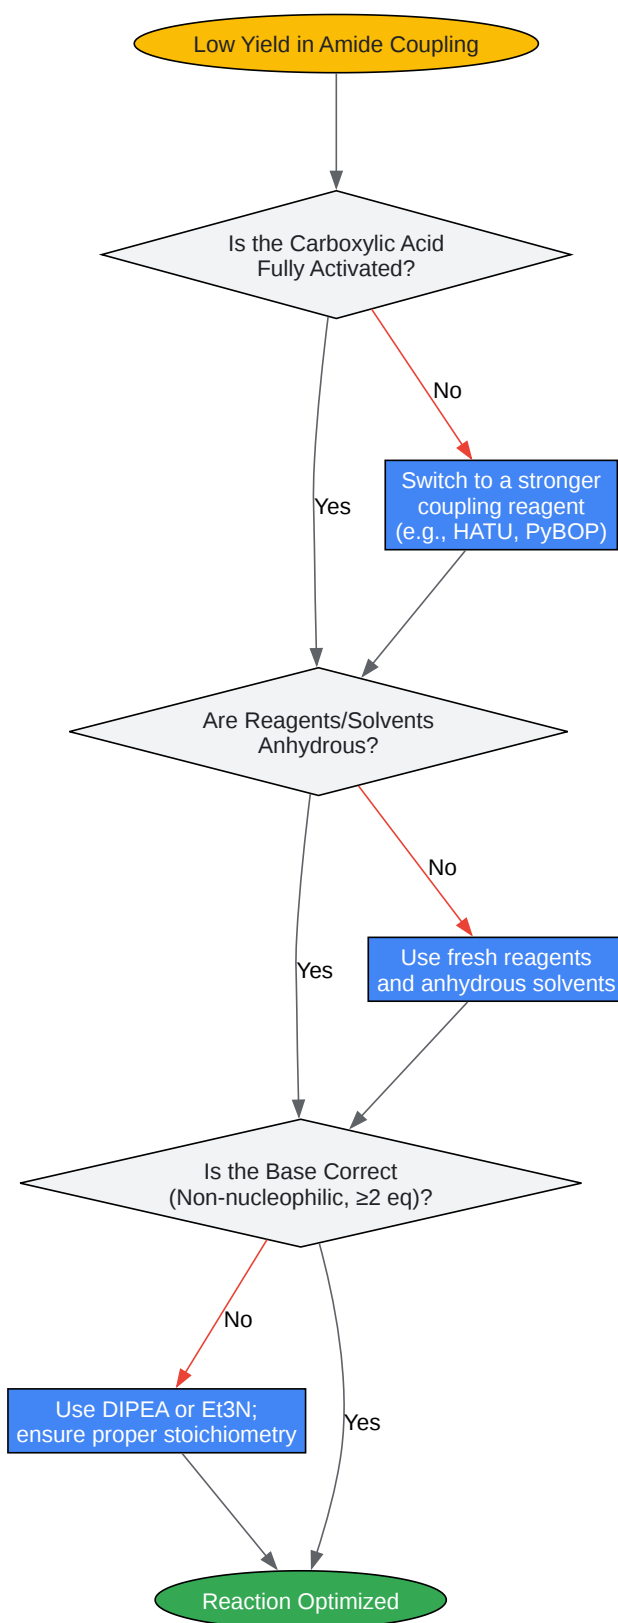 Low Yield in Amide Coupling
Is the Carboxylic Acid
Fully Activated?
No
Switch to a stronger
coupling reagent
(e.g., HATU, PyBOP)
Yes
Are Reagents/Solvents
Anhydrous?
No
Use fresh reagents
and anhydrous solvents
Yes
Is the Base Correct
(Non-nucleophilic, ≥2 eq)?
No
Use DIPEA or Et3N;
ensure proper stoichiometry
Yes
Reaction Optimized